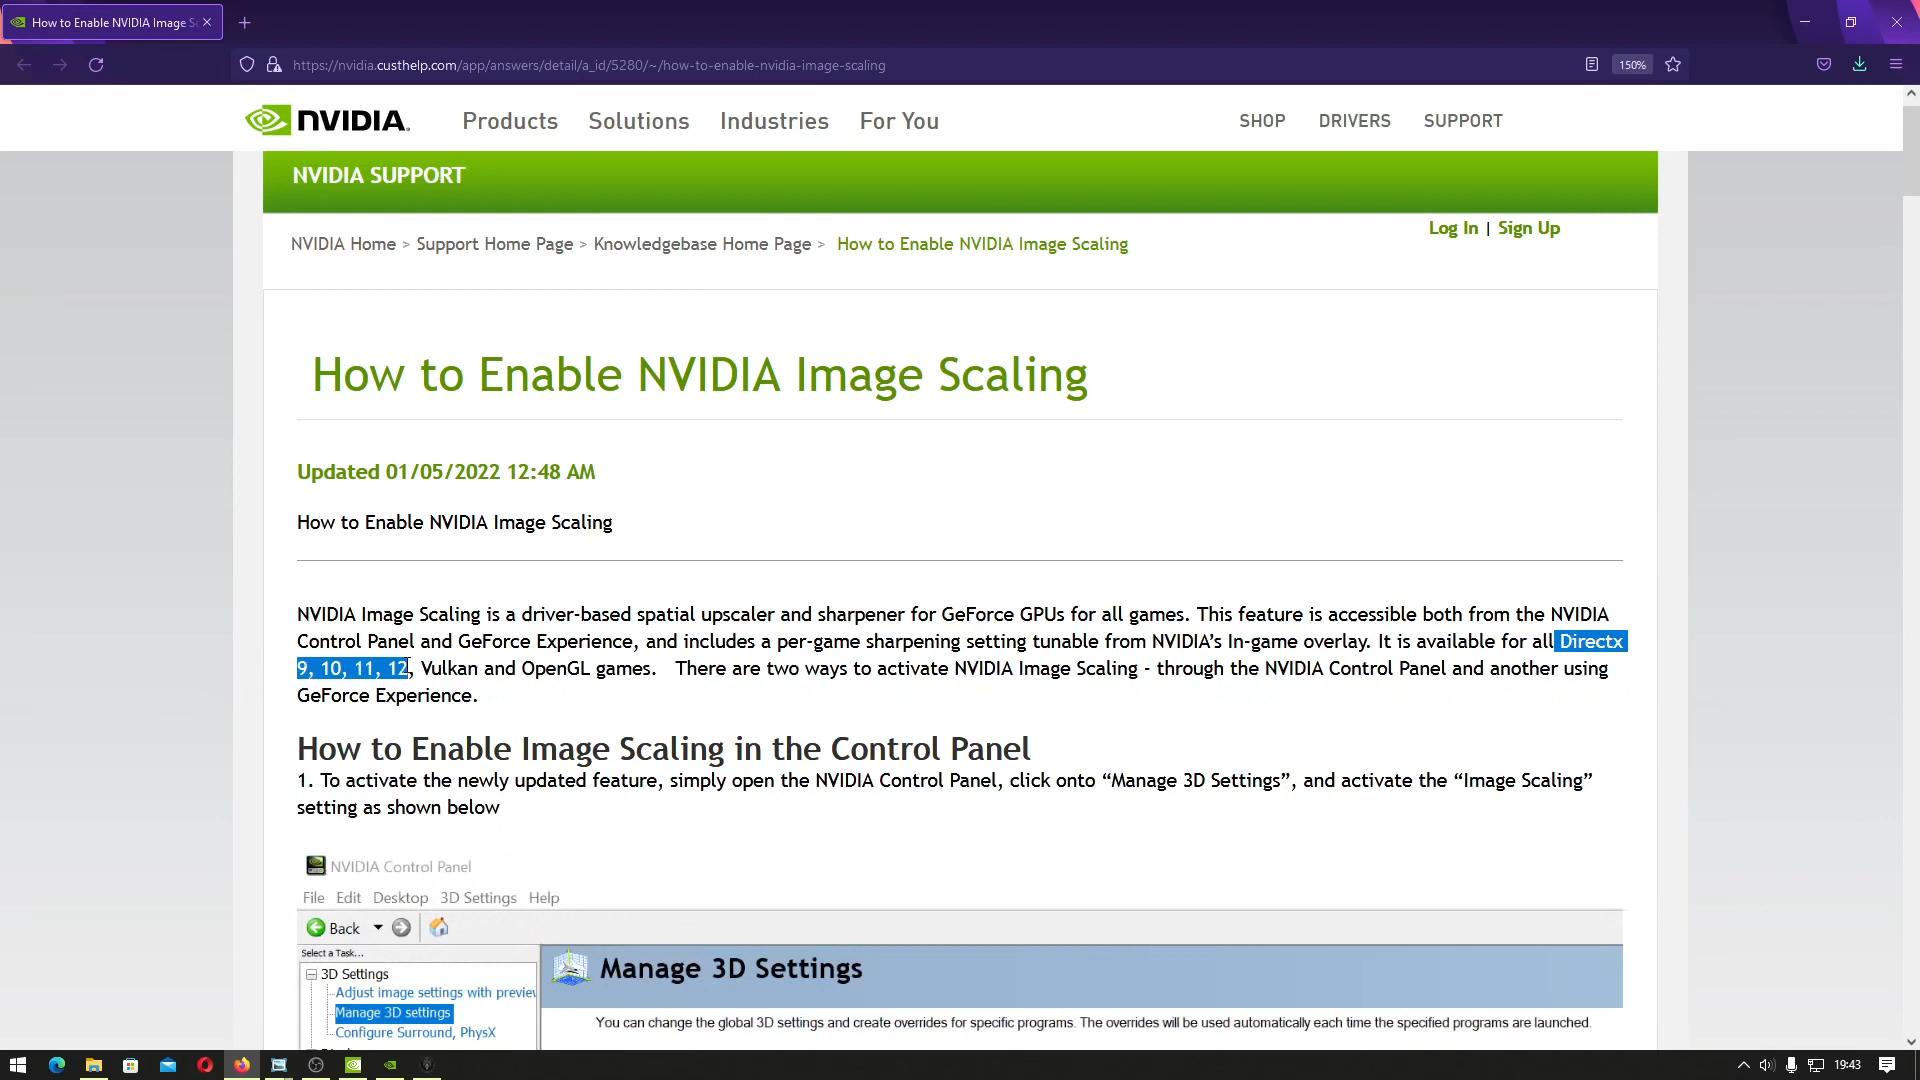 How to Enable NVIDIA Image Sc
https://nvidia.custhelp.com/app/answers/detail/a_id/5280/~/how-to-enable-nvidia-image-scaling
150%
NVIDIA.
Products Solutions Industries For You
SHOP DRIVERS SUPPORT
NVIDIA SUPPORT
Log In | Sign Up
NVIDIA Home > Support Home Page > Knowledgebase Home Page > How to Enable NVIDIA Image Scaling
How to Enable NVIDIA Image Scaling
Updated 01/05/2022 12:48 AM
How to Enable NVIDIA Image Scaling
NVIDIA Image Scaling is a driver-based spatial upscaler and sharpener for GeForce GPUs for all games. This feature is accessible both from the NVIDIA
Control Panel and GeForce Experience, and includes a per-game sharpening setting tunable from NVIDIA’s In-game overlay. It is available for all Directx
9, 10, 11, 12, Vulkan and OpenGL games. There are two ways to activate NVIDIA Image Scaling - through the NVIDIA Control Panel and another using
GeForce Experience.
How to Enable Image Scaling in the Control Panel
1. To activate the newly updated feature, simply open the NVIDIA Control Panel, click onto “Manage 3D Settings”, and activate the “Image Scaling”
setting as shown below
NVIDIA Control Panel
File Edit Desktop 3D Settings Help
Back
Select a Task...
3D Settings
Adjust image settings with preview
Manage 3D settings
Configure Surround, PhysX
Manage 3D Settings
You can change the global 3D settings and create overrides for specific programs. The overrides will be used automatically each time the specified programs are launched.
19:43